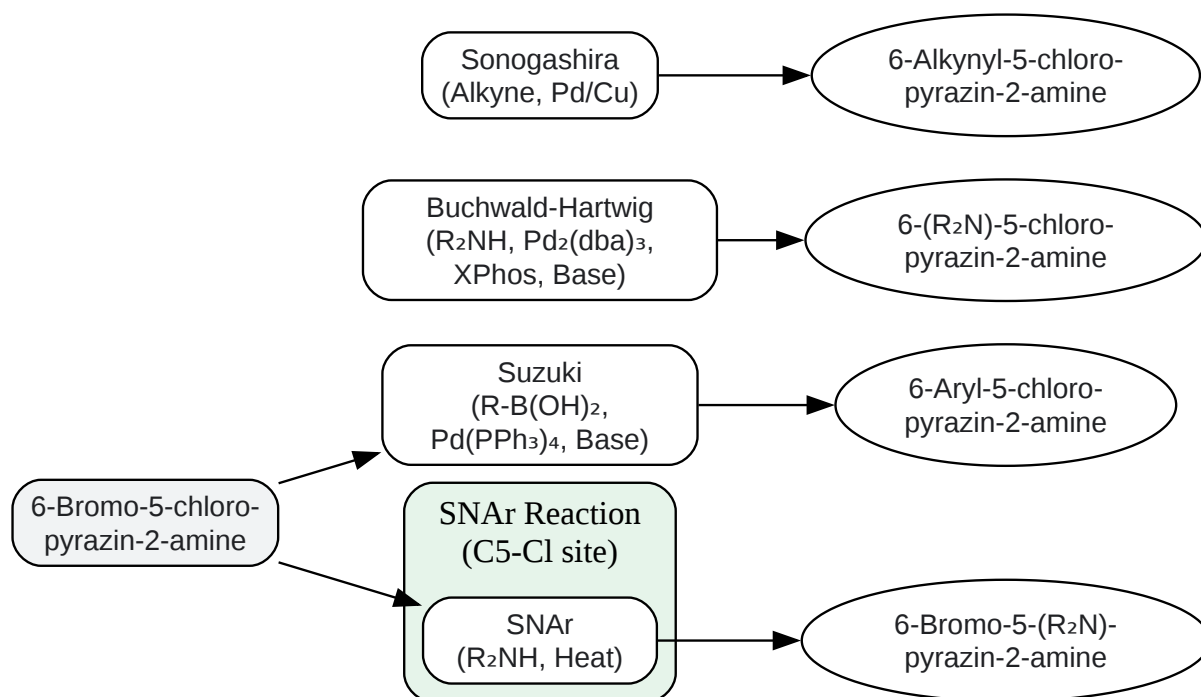 Sonogashira
(Alkyne, Pd/Cu)
6-Alkynyl-5-chloro-
pyrazin-2-amine
Buchwald-Hartwig
(R₂NH, Pd₂(dba)₃,
XPhos, Base)
6-(R₂N)-5-chloro-
pyrazin-2-amine
Suzuki
(R-B(OH)₂,
Pd(PPh₃)₄, Base)
6-Aryl-5-chloro-
pyrazin-2-amine
6-Bromo-5-chloro-
pyrazin-2-amine
SNAr Reaction
(C5-Cl site)
SNAr
(R₂NH, Heat)
6-Bromo-5-(R₂N)-
pyrazin-2-amine